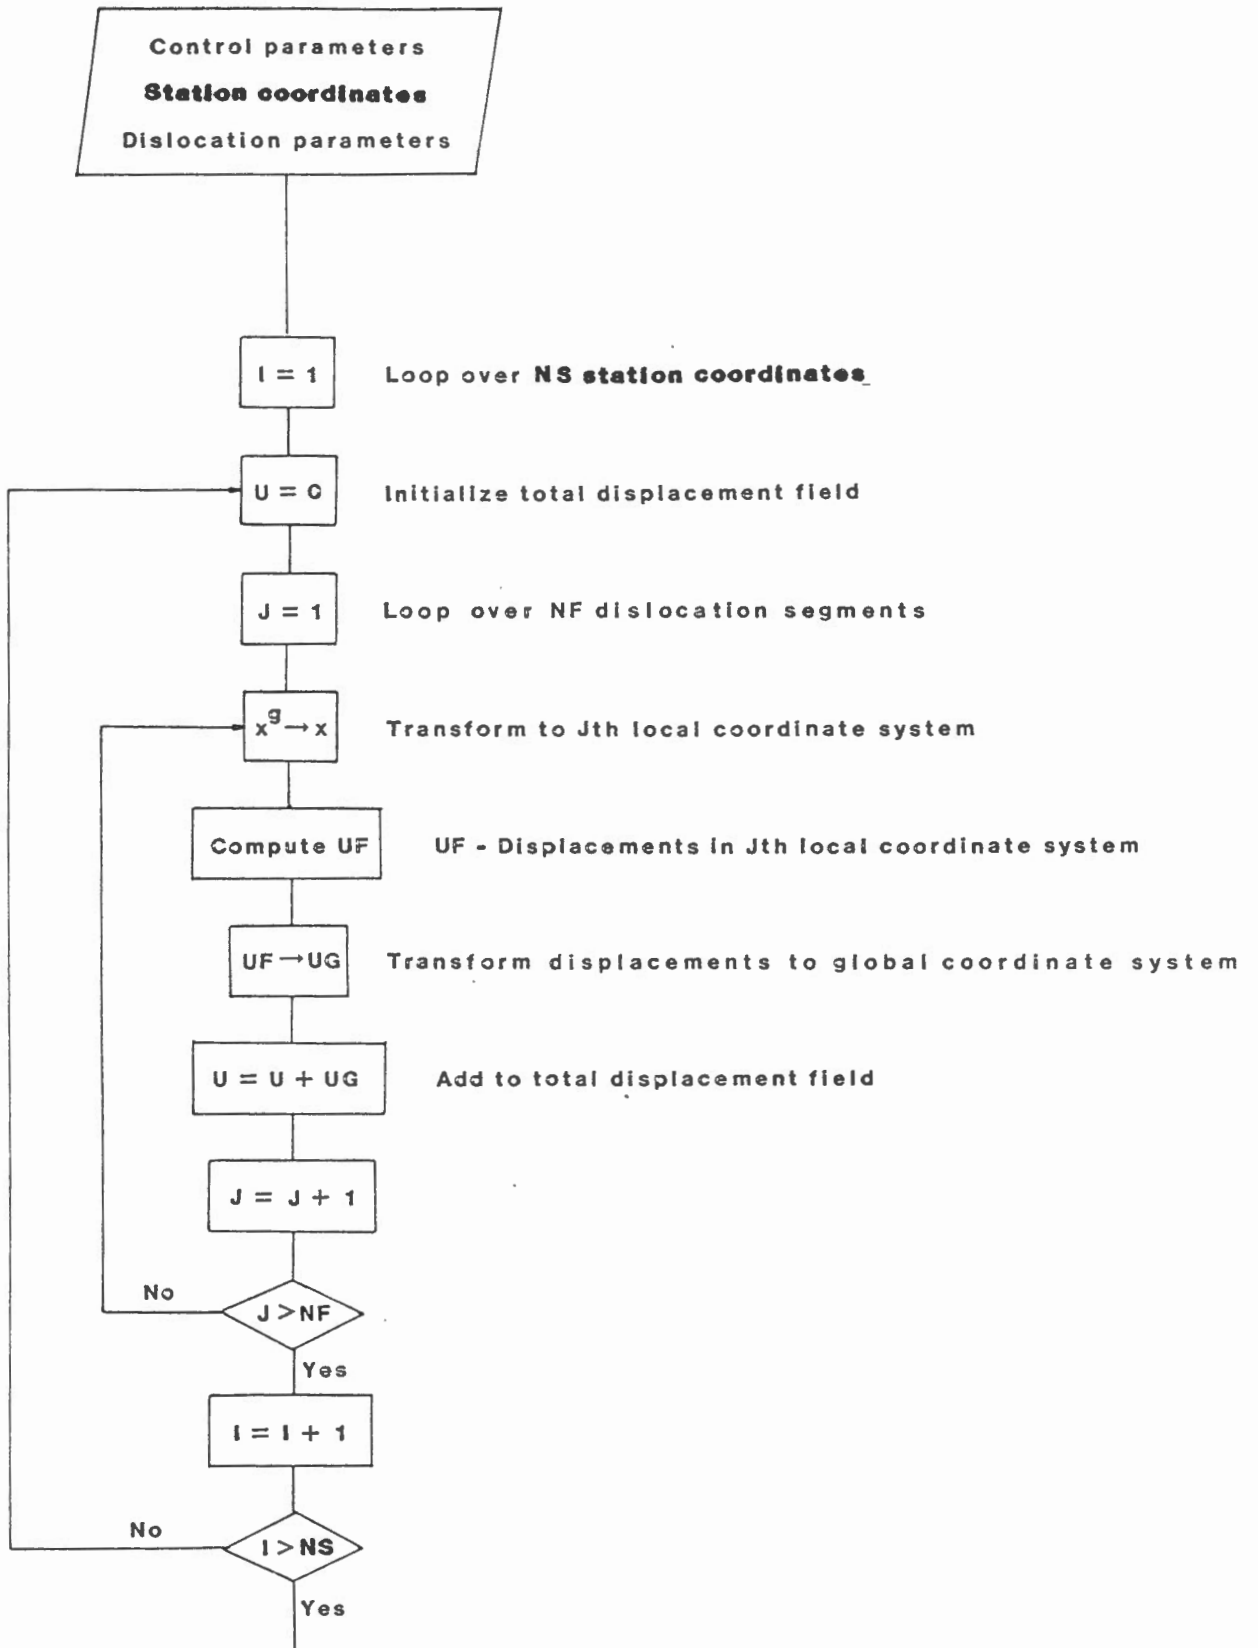 Control parameters
Station coordinates
Dislocation parameters
I = 1 Loop over NS station coordinates
U = 0 Initialize total displacement field
J = 1 Loop over NF dislocation segments
x^g → x Transform to Jth local coordinate system
Compute UF UF - Displacements in Jth local coordinate system
UF → UG Transform displacements to global coordinate system
U = U + UG Add to total displacement field
J = J + 1
No
J > NF
Yes
I = I + 1
No
I > NS
Yes